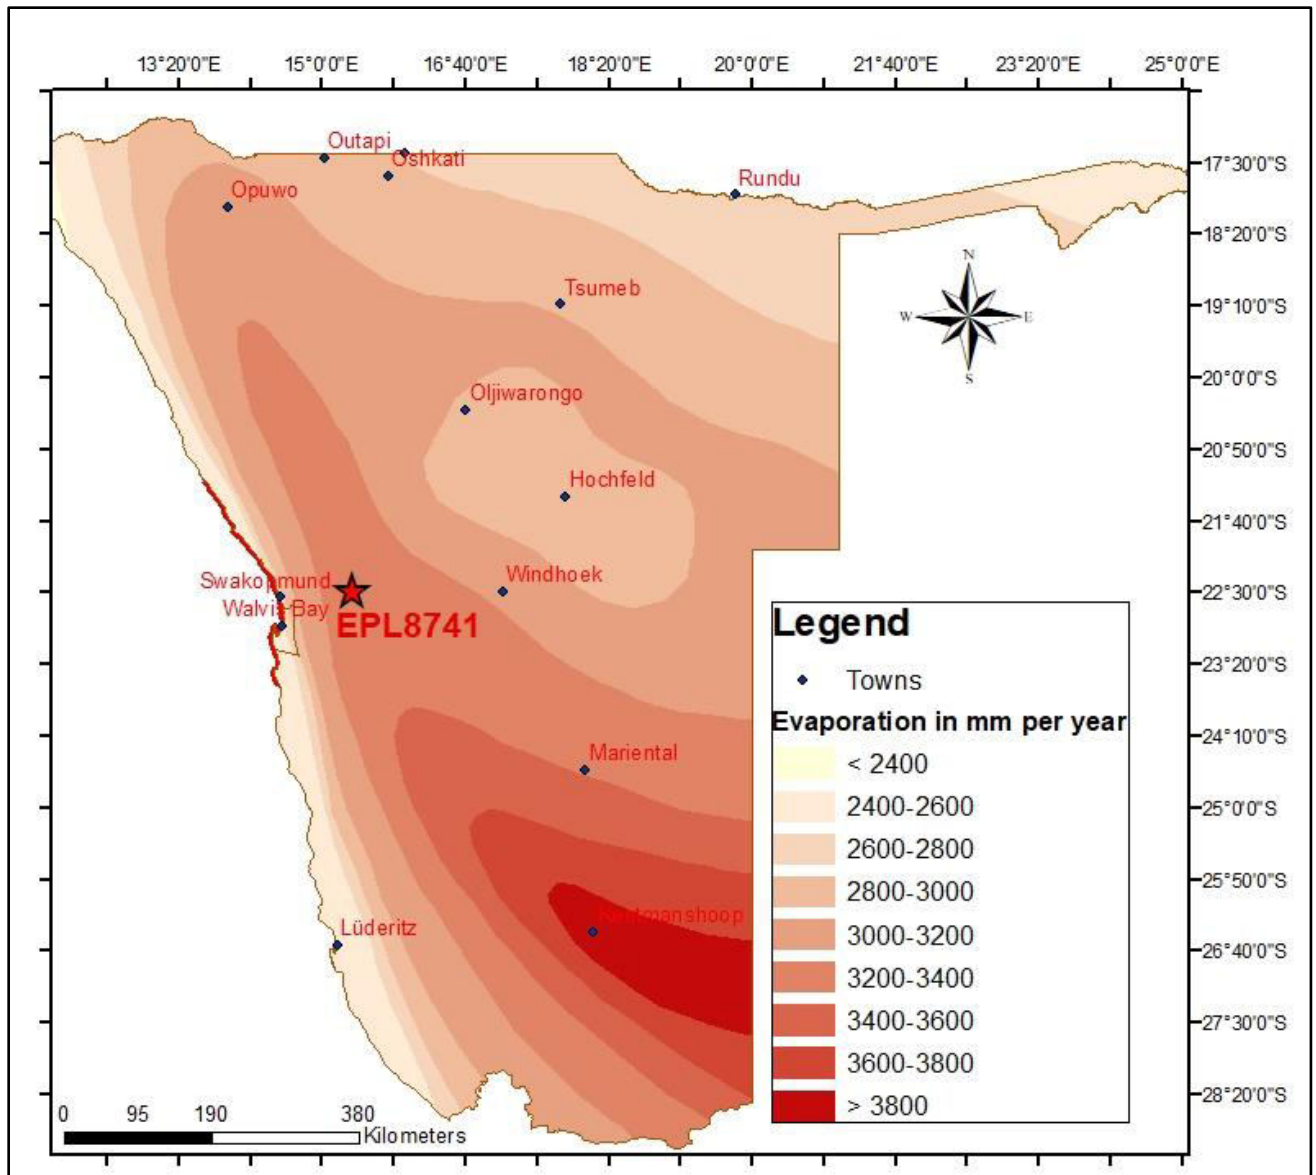 13°20'0"E 15°0'0"E 16°40'0"E 18°20'0"E 20°0'0"E 21°40'0"E 23°20'0"E 25°0'0"E
Outapi
Oshkati
17°30'0"S
Opuwo
Rundu
18°20'0"S
N
Tsumeb
19°10'0"S
W
E
S
20°0'0"S
Oljiwarongo
20°50'0"S
Hochfeld
21°40'0"S
Swakopmund
Windhoek
22°30'0"S
Walvis Bay
EPL8741
Legend
23°20'0"S
Towns
Evaporation in mm per year
24°10'0"S
Mariental
< 2400
2400-2600
25°0'0"S
2600-2800
25°50'0"S
2800-3000
Keetmanshoop
Lüderitz
3000-3200
26°40'0"S
3200-3400
3400-3600
27°30'0"S
3600-3800
28°20'0"S
> 3800
0 95 190 380
Kilometers